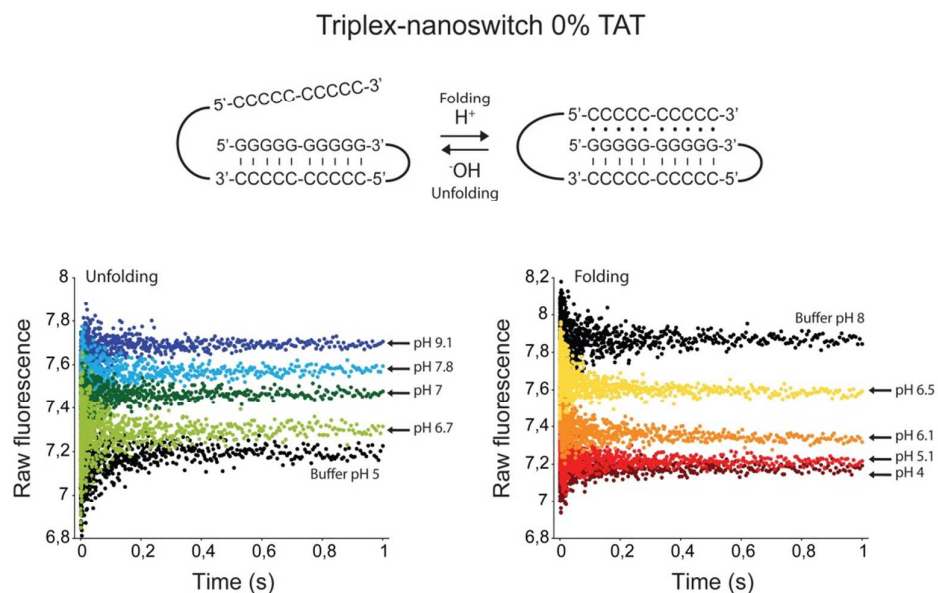 Triplex-nanoswitch 0% TAT
5’-CCCCC-CCCCC-3’
5’-GGGGG-GGGGG-3’
3’-CCCCC-CCCCC-5’
Folding
H⁺
⁻OH
Unfolding
5’-CCCCC-CCCCC-3’
5’-GGGGG-GGGGG-3’
3’-CCCCC-CCCCC-5’
Unfolding
Raw fluorescence
8
7,8
7,6
7,4
7,2
7
6,8
pH 9.1
pH 7.8
pH 7
pH 6.7
Buffer pH 5
0
0,2
0,4
0,6
0,8
1
Time (s)
Folding
Raw fluorescence
8,2
8
7,8
7,6
7,4
7,2
7
6,8
Buffer pH 8
pH 6.5
pH 6.1
pH 5.1
pH 4
0
0,2
0,4
0,6
0,8
1
Time (s)